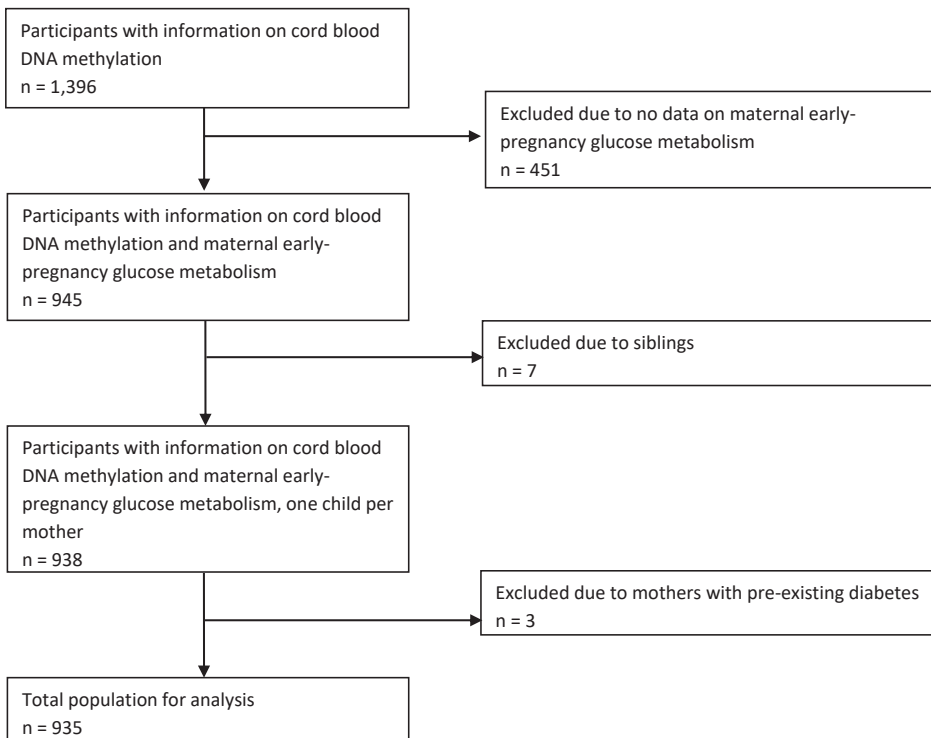 Participants with information on cord blood
DNA methylation
n = 1,396
Excluded due to no data on maternal early-
pregnancy glucose metabolism
n = 451
Participants with information on cord blood
DNA methylation and maternal early-
pregnancy glucose metabolism
n = 945
Excluded due to siblings
n = 7
Participants with information on cord blood
DNA methylation and maternal early-
pregnancy glucose metabolism, one child per
mother
n = 938
Excluded due to mothers with pre-existing diabetes
n = 3
Total population for analysis
n = 935